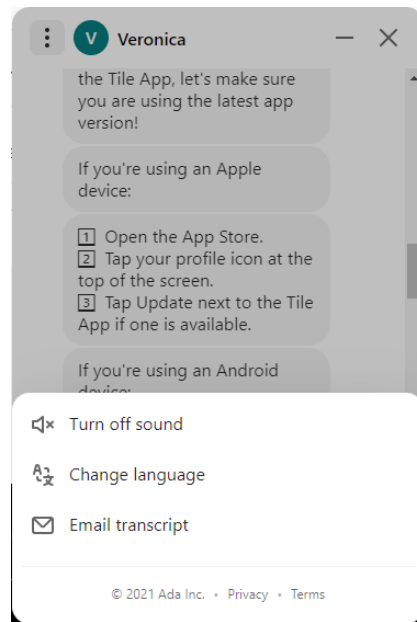 V Veronica
the Tile App, let's make sure
you are using the latest app
version!
If you're using an Apple
device:
1 Open the App Store.
2 Tap your profile icon at the
top of the screen.
3 Tap Update next to the Tile
App if one is available.
If you're using an Android
device:
Turn off sound
Change language
Email transcript
© 2021 Ada Inc. • Privacy • Terms